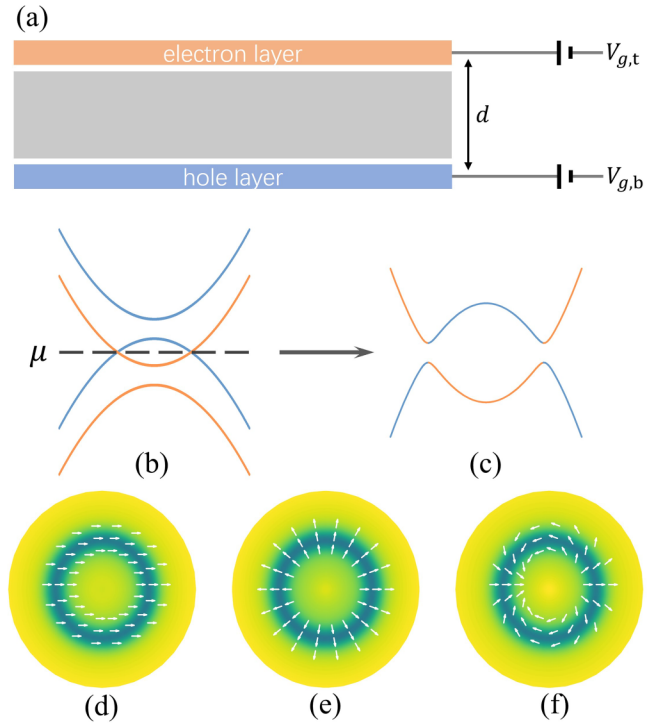 (a)
electron layer
V_{g,t}
d
hole layer
V_{g,b}
μ
(b)
(c)
(d)
(e)
(f)